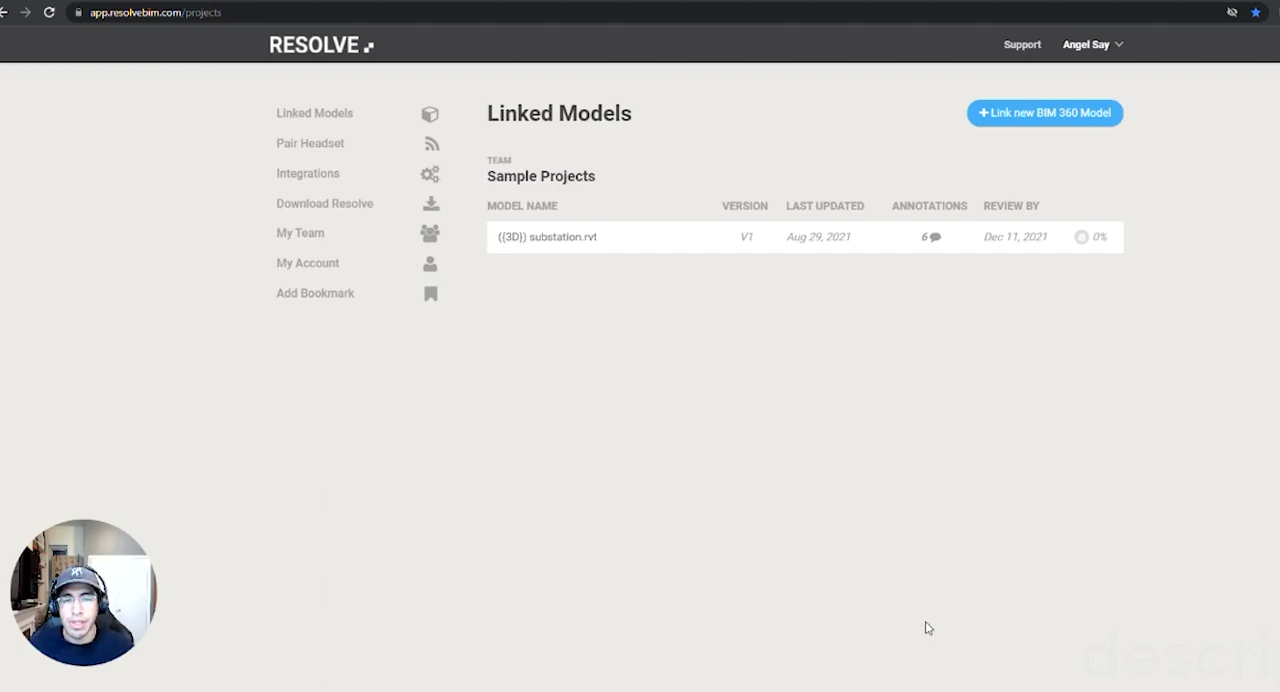 app.resolvebim.com/projects
RESOLVE
Support
Angel Say
Linked Models
Pair Headset
Integrations
Download Resolve
My Team
My Account
Add Bookmark
Linked Models
+ Link new BIM 360 Model
TEAM
Sample Projects
MODEL NAME VERSION LAST UPDATED ANNOTATIONS REVIEW BY
({3D}) substation.rvt V1 Aug 29, 2021 6 Dec 11, 2021 0%
descri